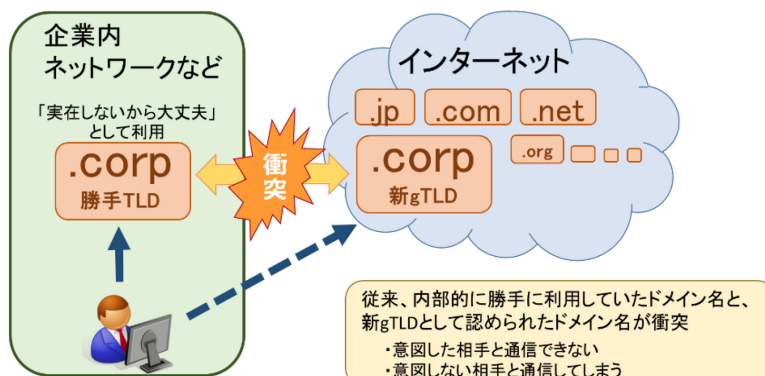 企業内
ネットワークなど
「実在しないから大丈夫」
として利用
.corp
勝手TLD
衝突
インターネット
.jp
.com
.net
.corp
新gTLD
.org
従来、内部的に勝手に利用していたドメイン名と、
新gTLDとして認められたドメイン名が衝突
・意図した相手と通信できない
・意図しない相手と通信してしまう